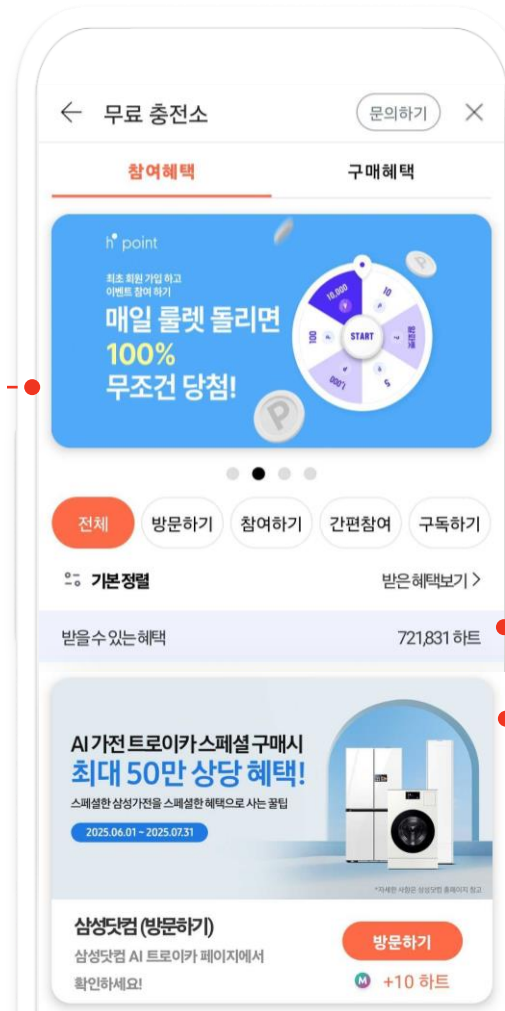 무료 충전소
문의하기
참여혜택
구매혜택
h point
최초 회원 가입 하고
이벤트 참여 하기
매일 룰렛 돌리면
100%
무조건 당첨!
10,000
P
10
P
START
100
P
1,000
P
5
P
P
P
전체
방문하기
참여하기
간편참여
구독하기
기본 정렬
받은 혜택보기 >
받을 수 있는 혜택
721,831 하트
AI 가전 트로이카 스페셜 구매시
최대 50만 상당 혜택!
스페셜한 삼성가전을 스페셜한 혜택으로 사는 꿀팁
2025.06.01 ~ 2025.07.31
*자세한 사항은 삼성닷컴 홈페이지 참고
삼성닷컴 (방문하기)
삼성닷컴 AI 트로이카 페이지에서
확인하세요!
방문하기
M +10 하트